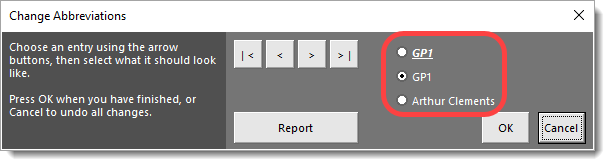 Change Abbreviations
Choose an entry using the arrow
buttons, then select what it should look
like.
Press OK when you have finished, or
Cancel to undo all changes.
|< < > >|
GP1
GP1
Arthur Clements
Report
OK
Cancel